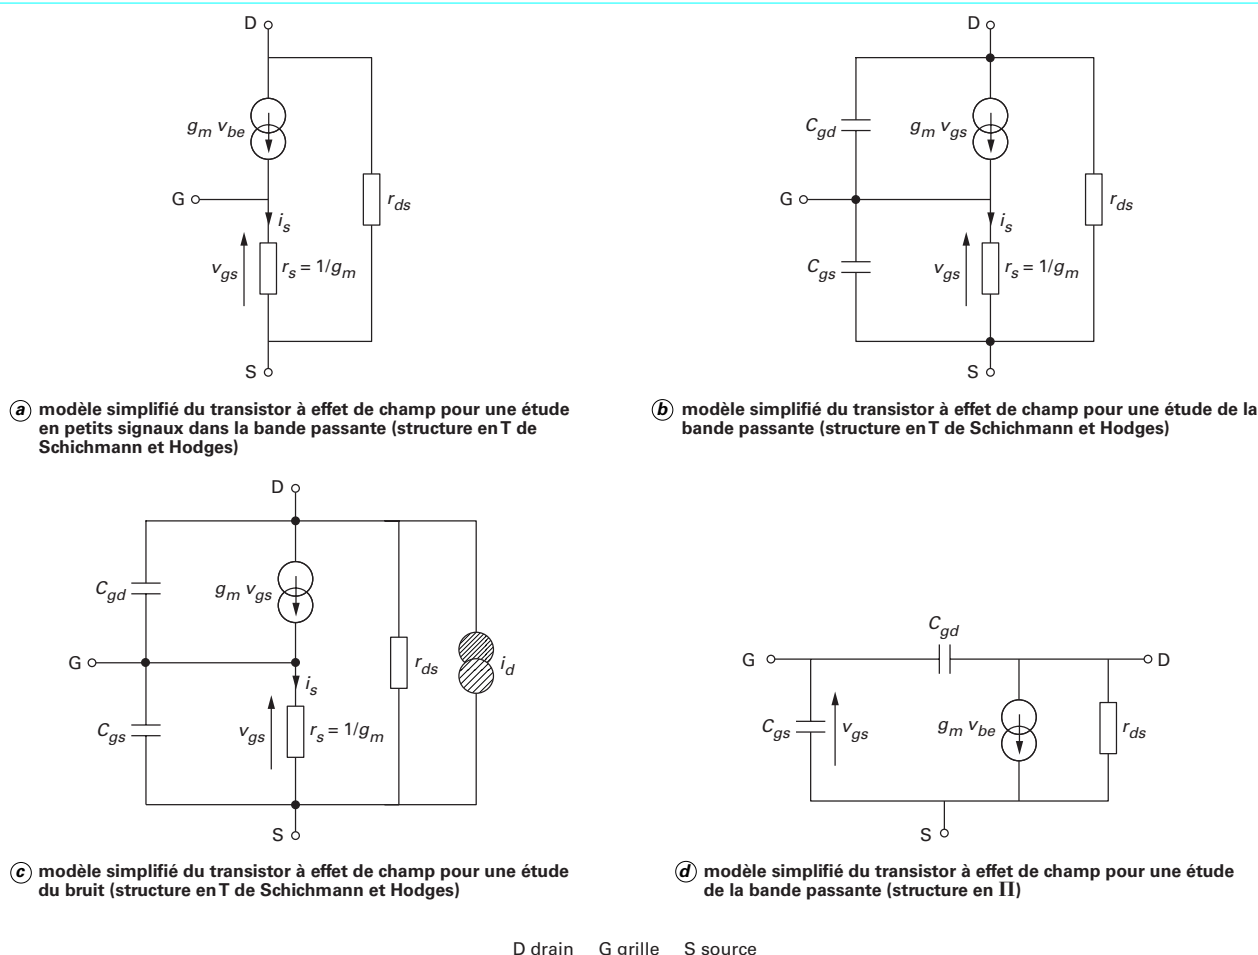 D
g_m v_be
G
i_s
r_ds
v_gs
r_s = 1/g_m
S
a modèle simplifié du transistor à effet de champ pour une étude
en petits signaux dans la bande passante (structure en T de
Schichmann et Hodges)
D
C_gd
g_m v_gs
G
r_ds
i_s
C_gs
v_gs
r_s = 1/g_m
S
b modèle simplifié du transistor à effet de champ pour une étude de la
bande passante (structure en T de Schichmann et Hodges)
D
C_gd
g_m v_gs
G
r_ds
i_d
i_s
C_gs
v_gs
r_s = 1/g_m
S
c modèle simplifié du transistor à effet de champ pour une étude
du bruit (structure en T de Schichmann et Hodges)
C_gd
G
D
C_gs
v_gs
g_m v_be
r_ds
S
d modèle simplifié du transistor à effet de champ pour une étude
de la bande passante (structure en Π)
D drain G grille S source